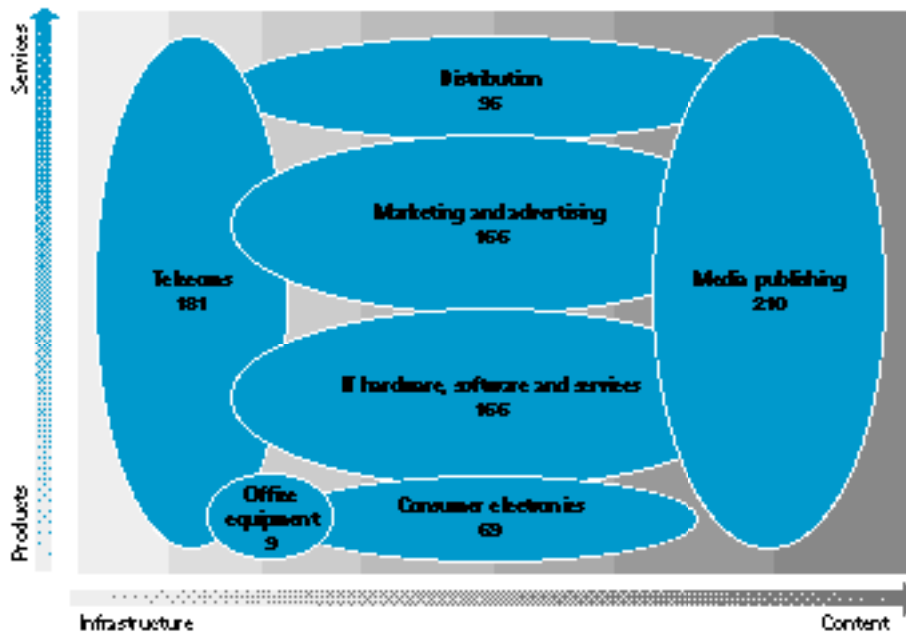 Services
Distribution
96
Marketing and advertising
166
Telecoms
181
Media publishing
210
IT hardware, software and services
166
Office
equipment
9
Consumer electronics
69
Products
Infrastructure
Content